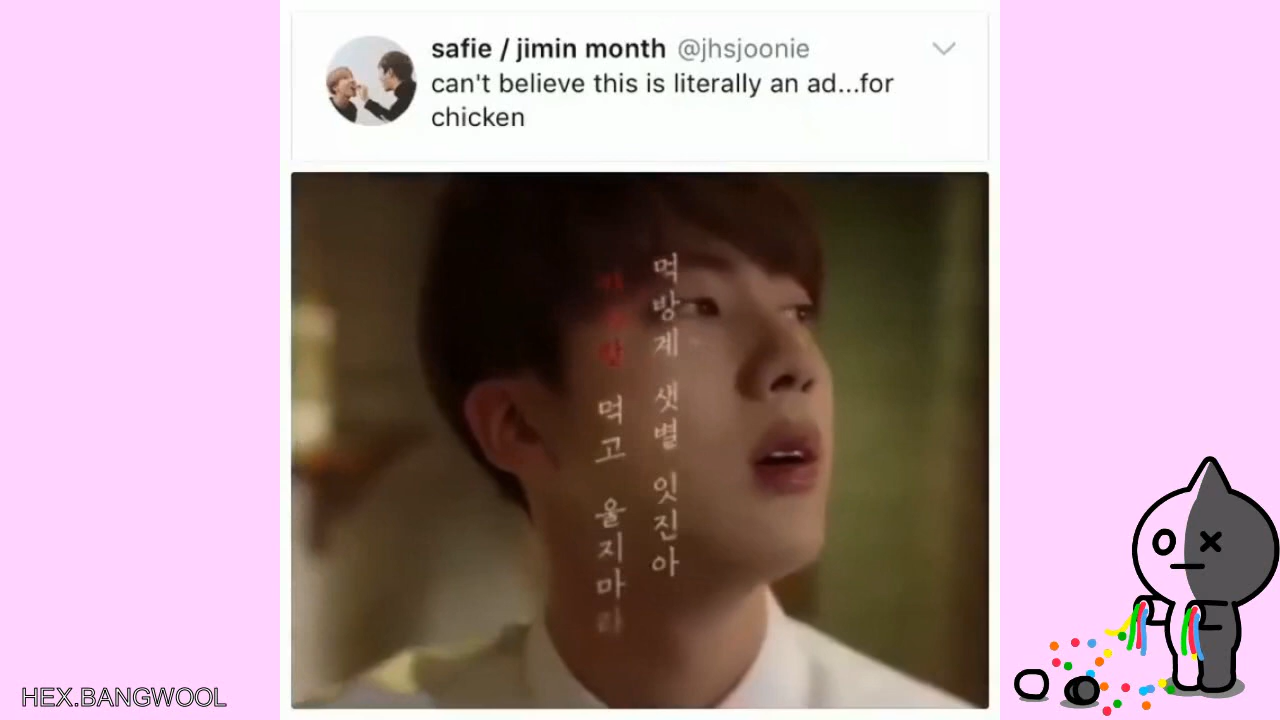 safie / jimin month @jhsjoonie
can't believe this is literally an ad...for
chicken
먹방계 샛별 잇진아
먹고 울지마라
HEX.BANGWOOL